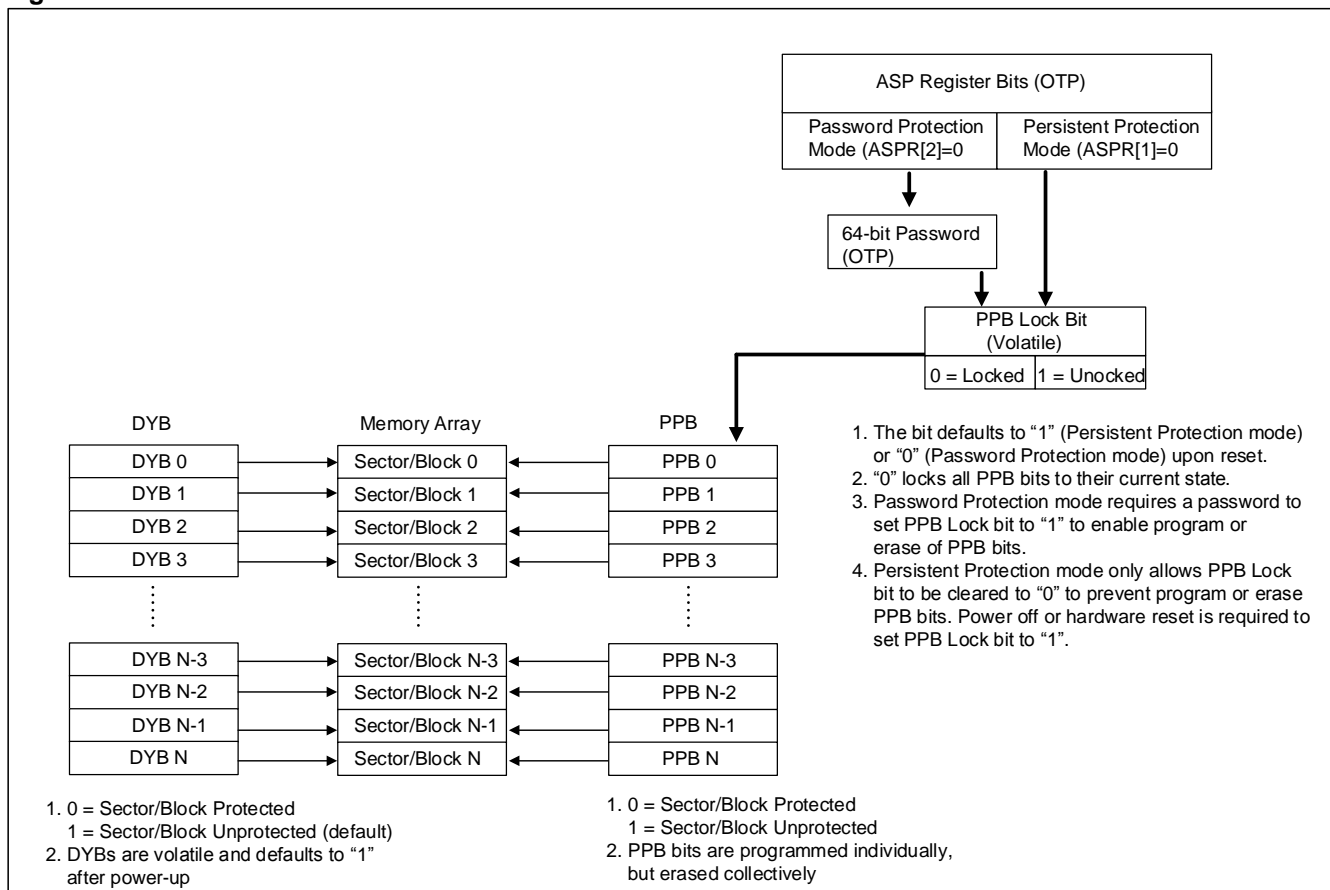 ASP Register Bits (OTP)
Password Protection
Mode (ASPR[2]=0
Persistent Protection
Mode (ASPR[1]=0
64-bit Password
(OTP)
PPB Lock Bit
(Volatile)
0 = Locked
1 = Unocked
1. The bit defaults to “1” (Persistent Protection mode)
or “0” (Password Protection mode) upon reset.
2. “0” locks all PPB bits to their current state.
3. Password Protection mode requires a password to
set PPB Lock bit to “1” to enable program or
erase of PPB bits.
4. Persistent Protection mode only allows PPB Lock
bit to be cleared to “0” to prevent program or erase
PPB bits. Power off or hardware reset is required to
set PPB Lock bit to “1”.
DYB
Memory Array
PPB
DYB 0
Sector/Block 0
PPB 0
DYB 1
Sector/Block 1
PPB 1
DYB 2
Sector/Block 2
PPB 2
DYB 3
Sector/Block 3
PPB 3
DYB N-3
Sector/Block N-3
PPB N-3
DYB N-2
Sector/Block N-2
PPB N-2
DYB N-1
Sector/Block N-1
PPB N-1
DYB N
Sector/Block N
PPB N
1. 0 = Sector/Block Protected
1 = Sector/Block Unprotected (default)
2. DYBs are volatile and defaults to “1”
after power-up
1. 0 = Sector/Block Protected
1 = Sector/Block Unprotected
2. PPB bits are programmed individually,
but erased collectively